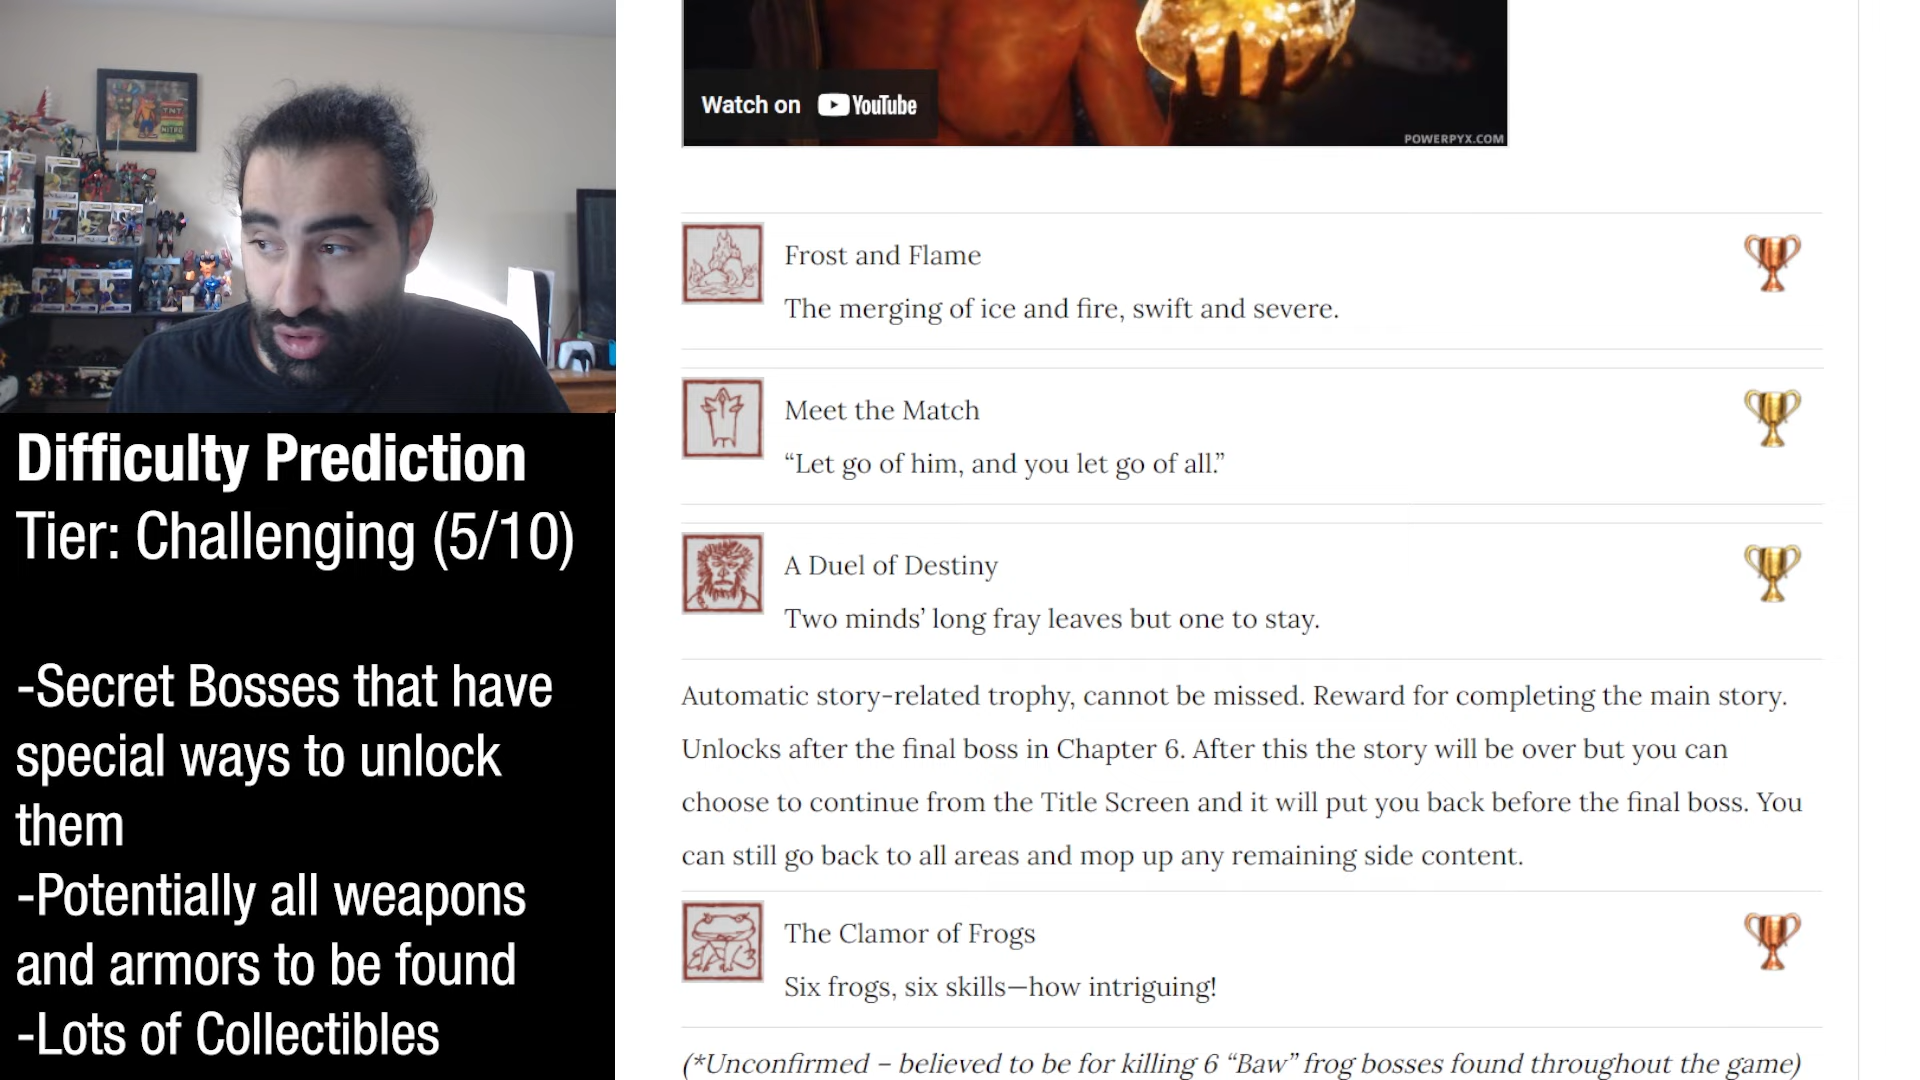 Watch on YouTube
POWERPYX.COM
TNT
NITRO
Difficulty Prediction
Tier: Challenging (5/10)
-Secret Bosses that have
special ways to unlock
them
-Potentially all weapons
and armors to be found
-Lots of Collectibles
Frost and Flame
The merging of ice and fire, swift and severe.
Meet the Match
“Let go of him, and you let go of all.”
A Duel of Destiny
Two minds’ long fray leaves but one to stay.
Automatic story-related trophy, cannot be missed. Reward for completing the main story.
Unlocks after the final boss in Chapter 6. After this the story will be over but you can
choose to continue from the Title Screen and it will put you back before the final boss. You
can still go back to all areas and mop up any remaining side content.
The Clamor of Frogs
Six frogs, six skills—how intriguing!
(*Unconfirmed – believed to be for killing 6 “Baw” frog bosses found throughout the game)